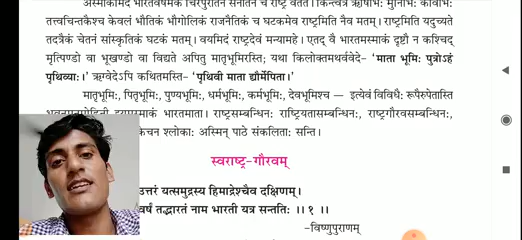 अस्माकमिदं भारतवर्षमेकं चिरपुरातनं सनातनं च राष्ट्रं वर्तते। किन्त्वत्र ऋषिभिः मुनिभिः कविभिः
तत्त्वचिन्तकैश्च केवलं भौतिकं भौगोलिकं राजनैतिकं च घटकमेव राष्ट्रमिति नैव मतम्। राष्ट्रमिति यदुच्यते
तदत्रैकं चेतनं सांस्कृतिकं घटकं मतम्। वयमिदं राष्ट्रदेवं मन्यामहे। एतद् वै भारतमस्माकं दृष्टौ न कश्चिद्
मृत्पिण्डो वा भूखण्डो वा विद्यते अपितु मातृभूमिरस्ति; यथा किलोक्तमथर्ववेदे- "माता भूमिः पुत्रोऽहं
पृथिव्याः।' ऋग्वेदेऽपि कथितमस्ति- 'पृथिवी माता द्यौर्मेपिता।'
मातृभूमिः, पितृभूमिः, पुण्यभूमिः, धर्मभूमिः, कर्मभूमिः, देवभूमिश्च — इत्येवं विविधैः रूपैरुपेतास्ति
भारतमाता। राष्ट्रसम्बन्धिनः राष्ट्रियतासम्बन्धिनः, राष्ट्रगौरवसम्बन्धिनः,
केचन श्लोकाः अस्मिन् पाठे संकलिताः सन्ति।
स्वराष्ट्र-गौरवम्
उत्तरं यत्समुद्रस्य हिमाद्रेश्चैव दक्षिणम्।
वर्षं तद्भारतं नाम भारती यत्र सन्ततिः ।। १ ।।
-विष्णुपुराणम्